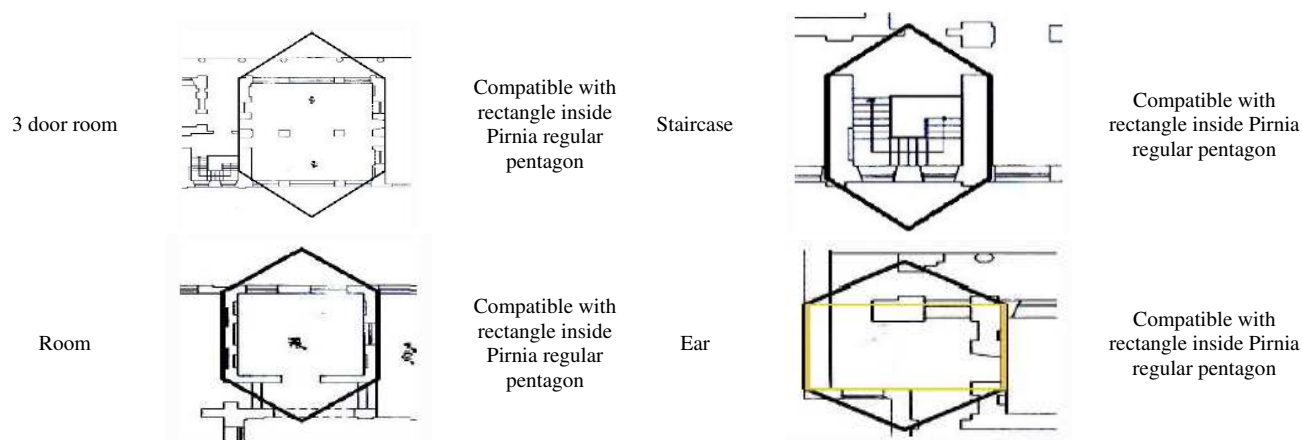 3 door room
Compatible with
rectangle inside
Pirnia regular
pentagon
Staircase
Compatible with
rectangle inside Pirnia
regular pentagon
Room
Compatible with
rectangle inside
Pirnia regular
pentagon
Ear
Compatible with
rectangle inside Pirnia
regular pentagon